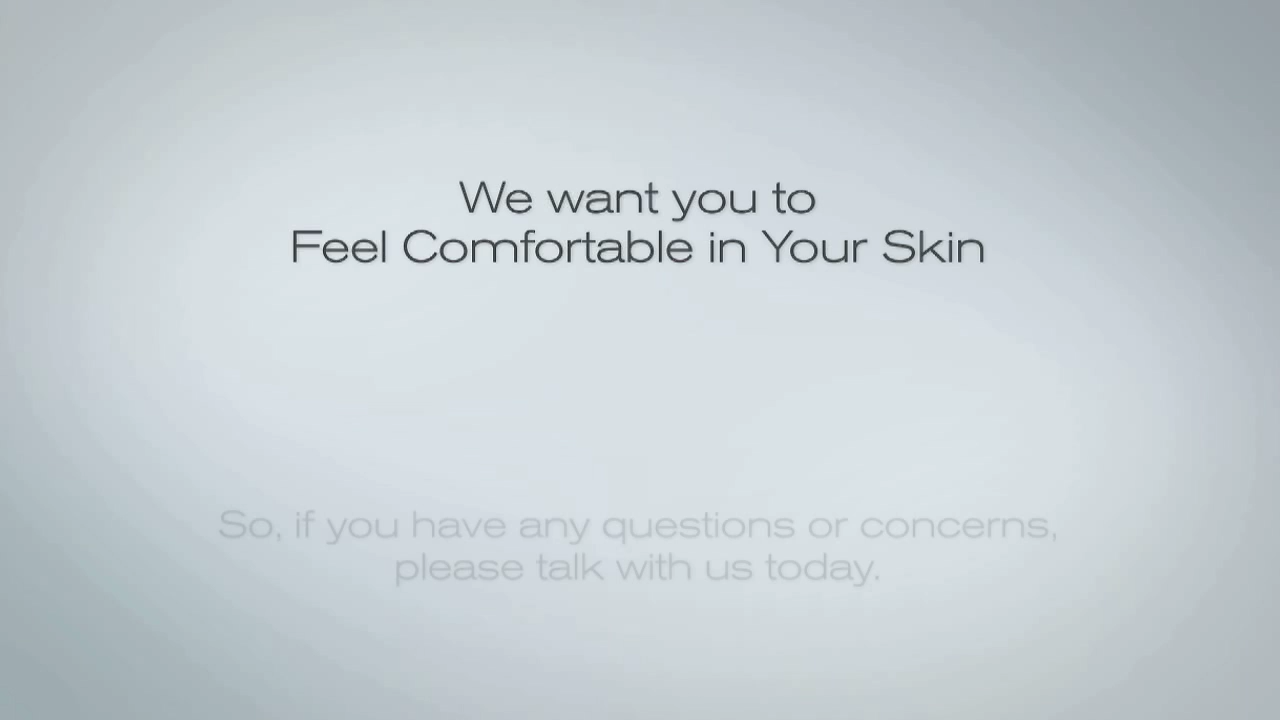 We want you to
Feel Comfortable in Your Skin
So, if you have any questions or concerns,
please talk with us today.